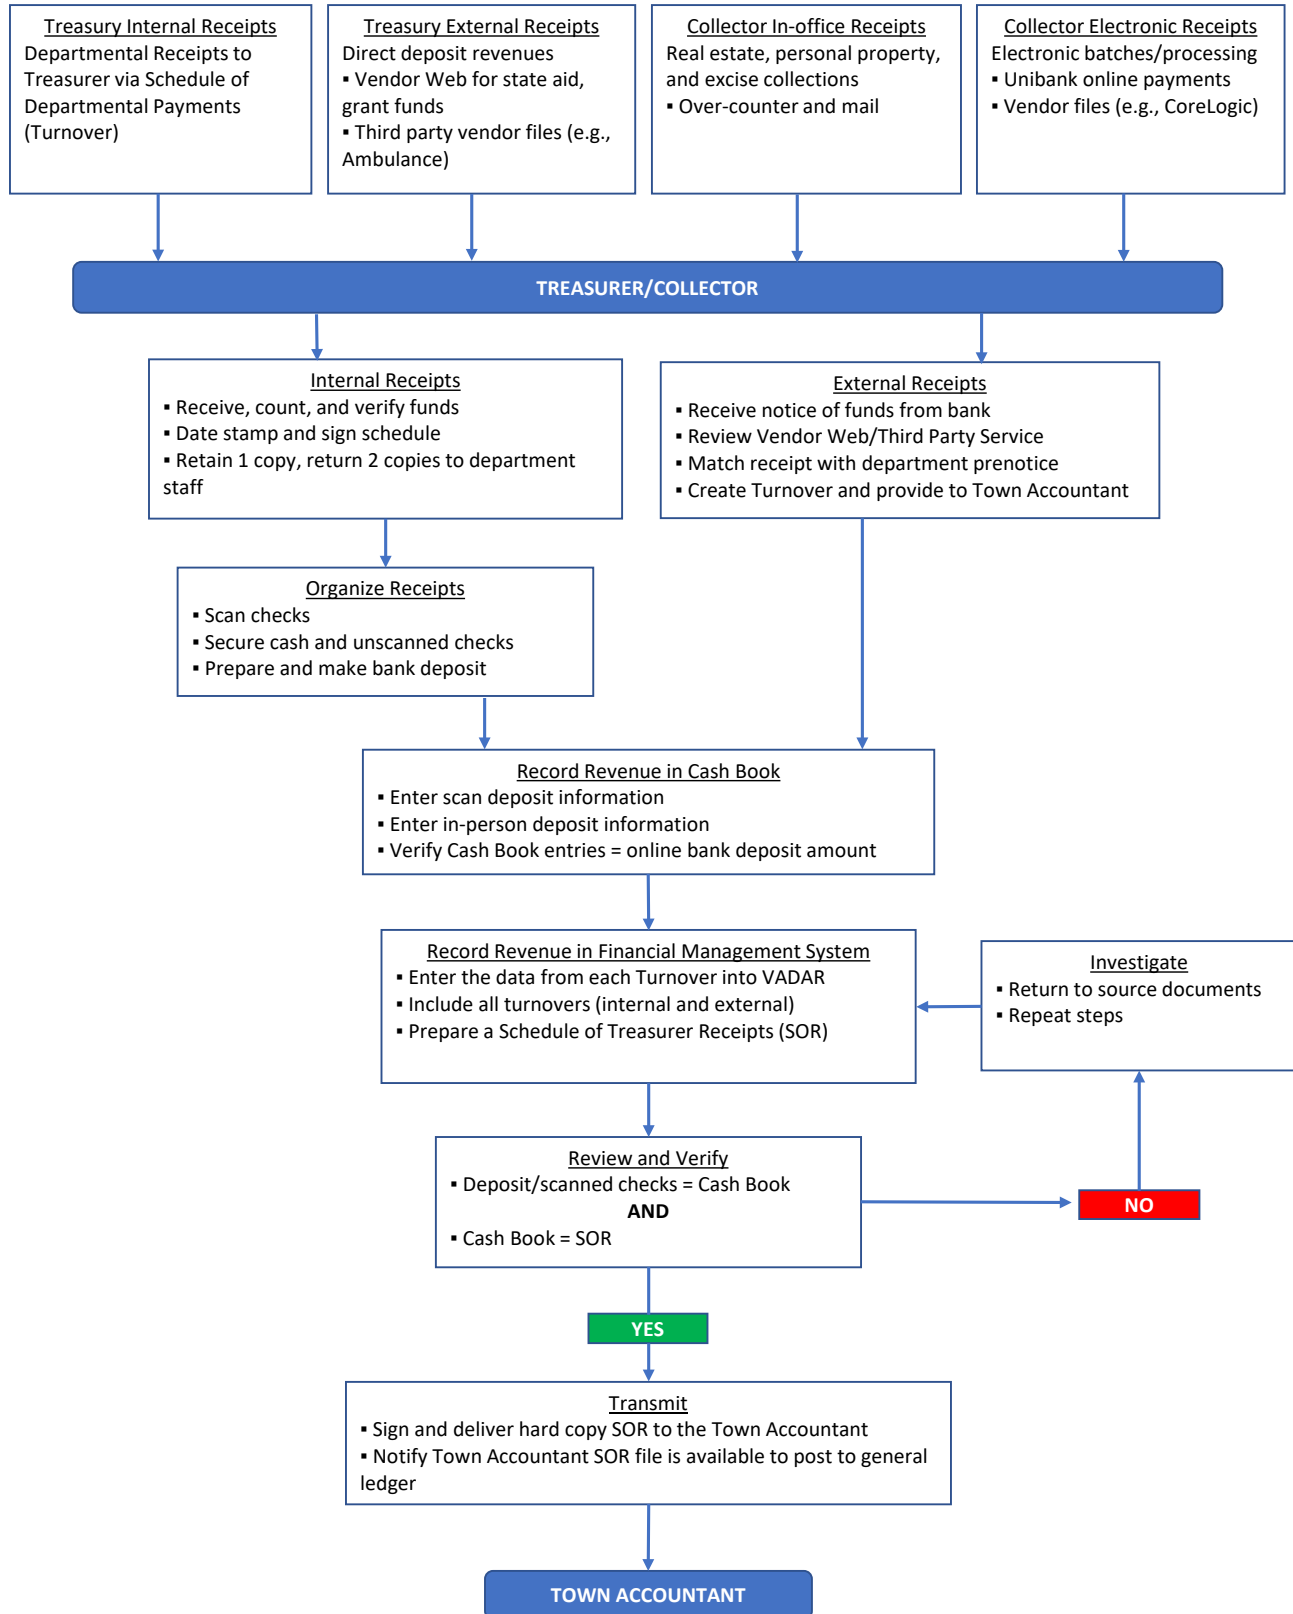 Treasury Internal Receipts
Departmental Receipts to
Treasurer via Schedule of
Departmental Payments
(Turnover)
Treasury External Receipts
Direct deposit revenues
▪ Vendor Web for state aid,
grant funds
▪ Third party vendor files (e.g.,
Ambulance)
Collector In-office Receipts
Real estate, personal property,
and excise collections
▪ Over-counter and mail
Collector Electronic Receipts
Electronic batches/processing
▪ Unibank online payments
▪ Vendor files (e.g., CoreLogic)
TREASURER/COLLECTOR
Internal Receipts
▪ Receive, count, and verify funds
▪ Date stamp and sign schedule
▪ Retain 1 copy, return 2 copies to department
staff
External Receipts
▪ Receive notice of funds from bank
▪ Review Vendor Web/Third Party Service
▪ Match receipt with department prenotice
▪ Create Turnover and provide to Town Accountant
Organize Receipts
▪ Scan checks
▪ Secure cash and unscanned checks
▪ Prepare and make bank deposit
Record Revenue in Cash Book
▪ Enter scan deposit information
▪ Enter in-person deposit information
▪ Verify Cash Book entries = online bank deposit amount
Record Revenue in Financial Management System
▪ Enter the data from each Turnover into VADAR
▪ Include all turnovers (internal and external)
▪ Prepare a Schedule of Treasurer Receipts (SOR)
Investigate
▪ Return to source documents
▪ Repeat steps
Review and Verify
▪ Deposit/scanned checks = Cash Book
AND
▪ Cash Book = SOR
NO
YES
Transmit
▪ Sign and deliver hard copy SOR to the Town Accountant
▪ Notify Town Accountant SOR file is available to post to general
ledger
TOWN ACCOUNTANT